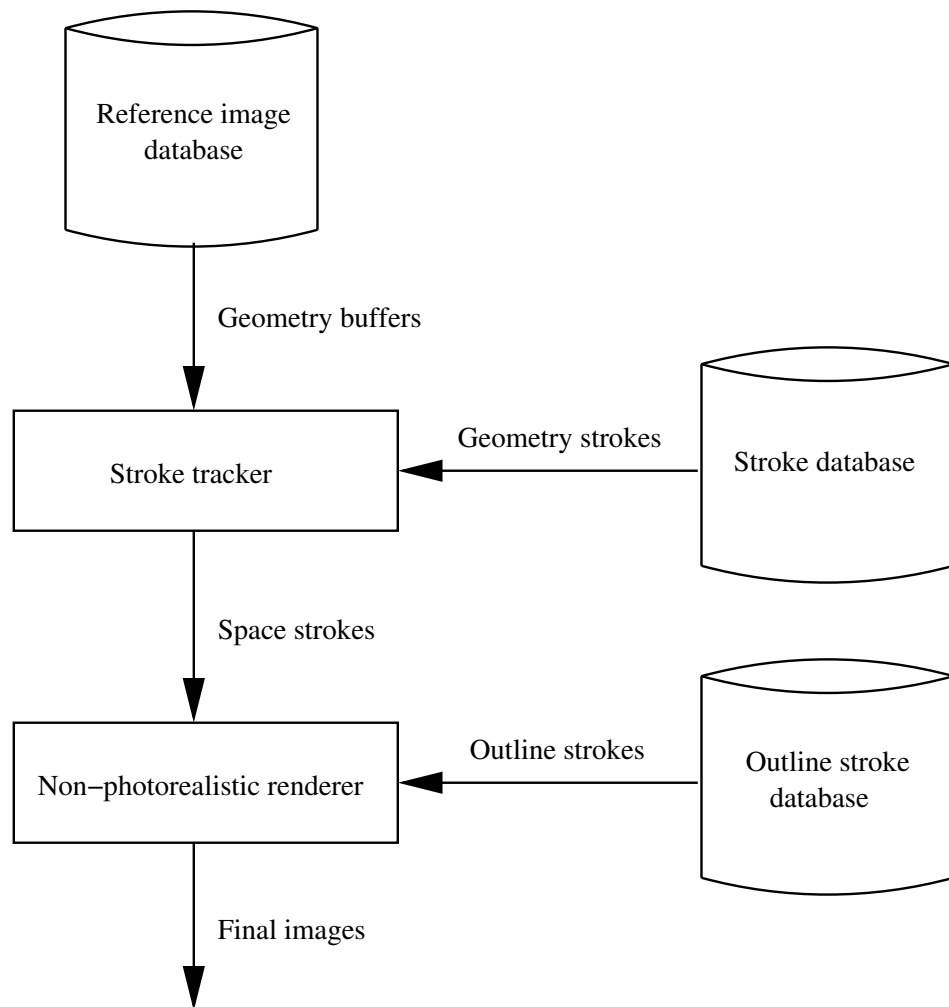 Reference image
database
Geometry buffers
Geometry strokes
Stroke tracker
Stroke database
Space strokes
Outline strokes
Non−photorealistic renderer
Outline stroke
database
Final images